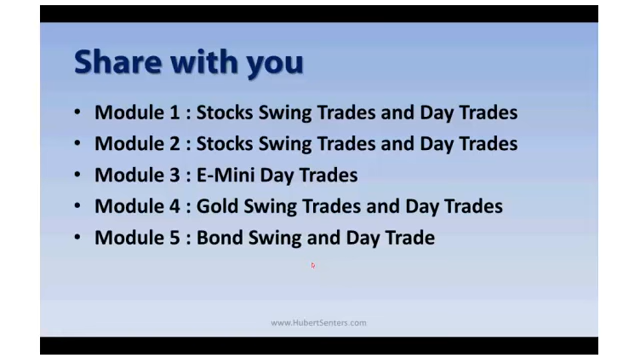 Share with you
• Module 1 : Stocks Swing Trades and Day Trades
• Module 2 : Stocks Swing Trades and Day Trades
• Module 3 : E-Mini Day Trades
• Module 4 : Gold Swing Trades and Day Trades
• Module 5 : Bond Swing and Day Trade
www.HubertSenters.com